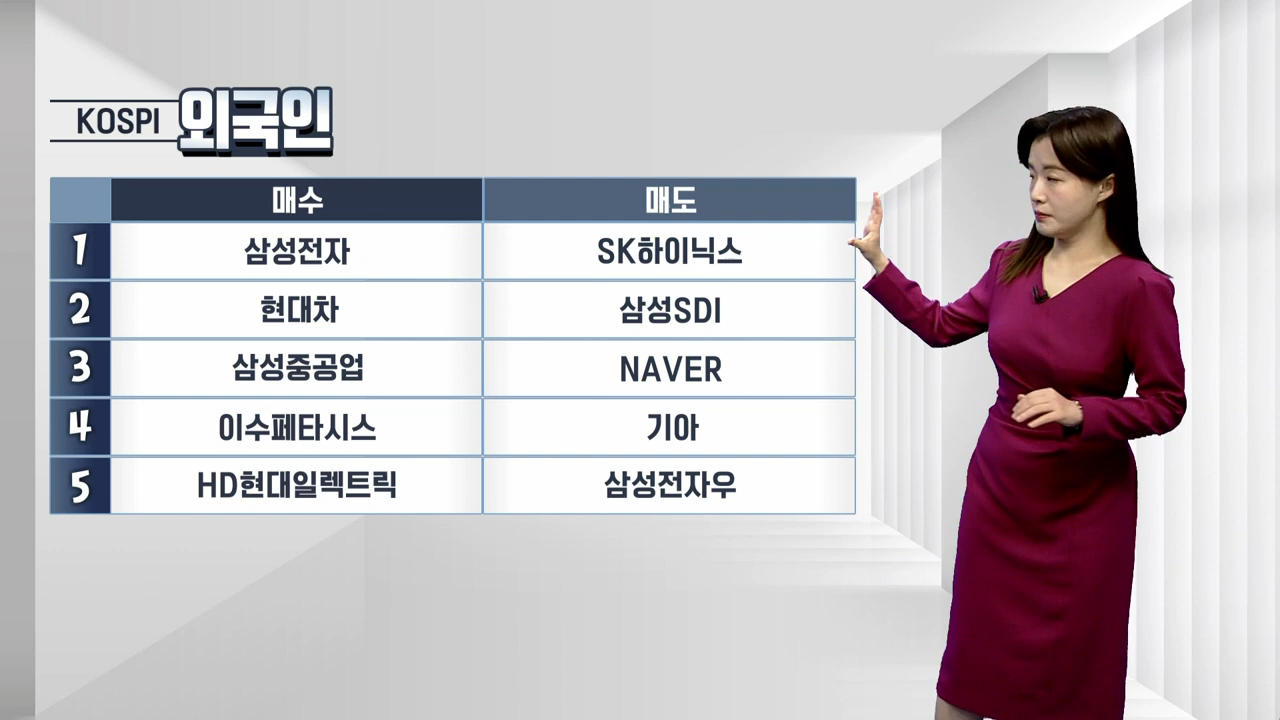 KOSPI 외국인
매수 매도
1 삼성전자 SK하이닉스
2 현대차 삼성SDI
3 삼성중공업 NAVER
4 이수페타시스 기아
5 HD현대일렉트릭 삼성전자우